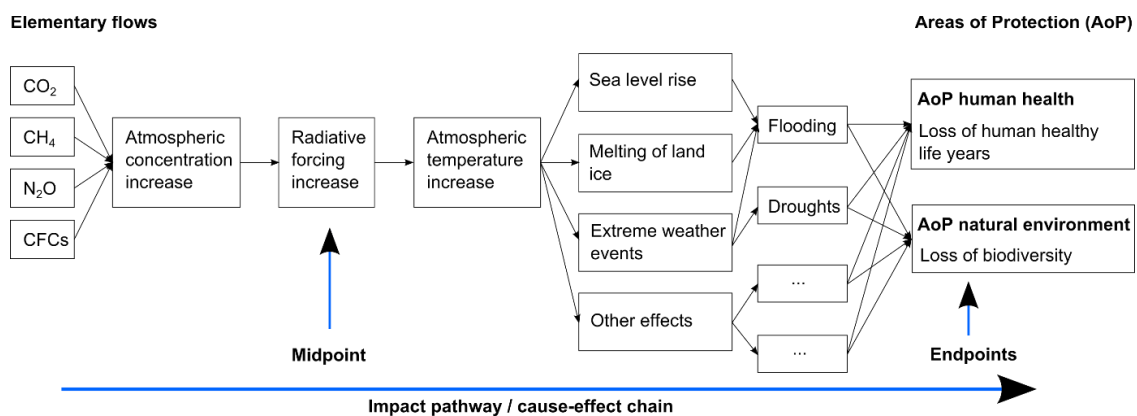 Elementary flows
Areas of Protection (AoP)
CO₂
CH₄
N₂O
CFCs
Atmospheric
concentration
increase
Radiative
forcing
increase
Atmospheric
temperature
increase
Sea level rise
Melting of land
ice
Extreme weather
events
Other effects
Flooding
Droughts
...
...
AoP human health
Loss of human healthy
life years
AoP natural environment
Loss of biodiversity
Midpoint
Endpoints
Impact pathway / cause-effect chain